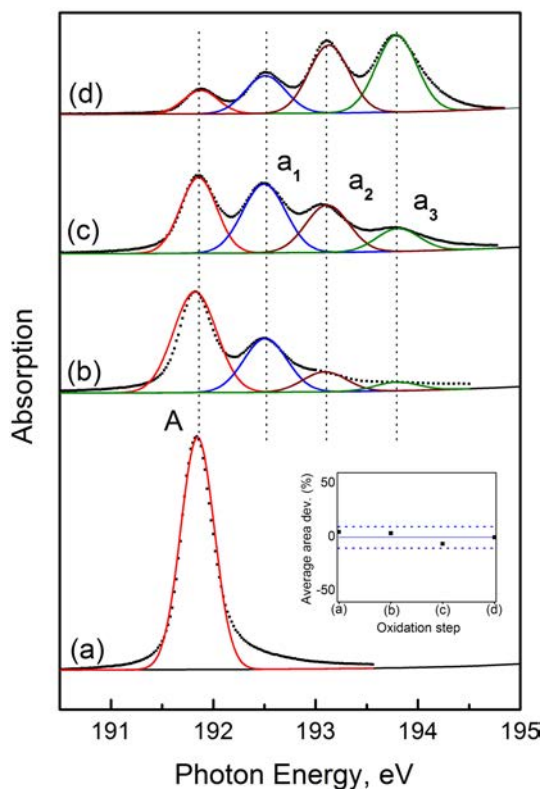 (d)
a1
a2
a3
(c)
(b)
A
(a)
Absorption
50
0
-50
Average area dev. (%)
(a) (b) (c) (d)
Oxidation step
191 192 193 194 195
Photon Energy, eV